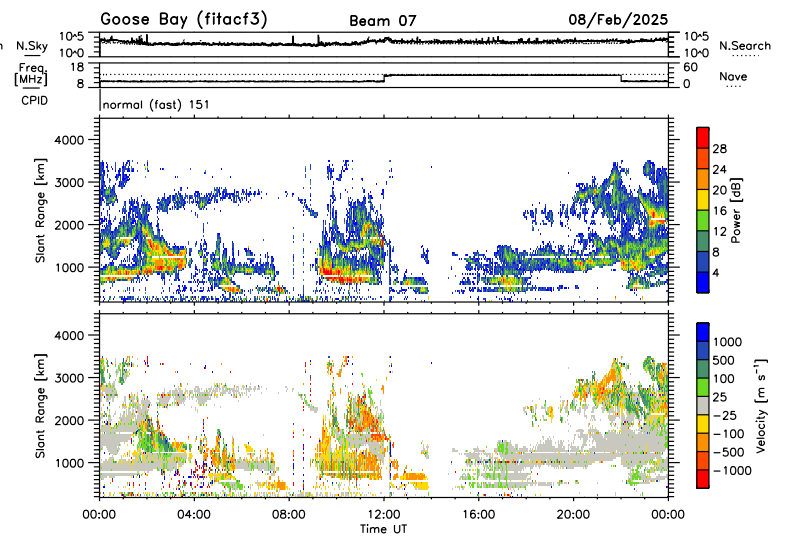 Goose Bay (fitacf3) Beam 07 08/Feb/2025
N.Sky 10^5 10^0 10^5 10^0 N.Search
Freq. [MHz] 18 8 60 0 Nave
CPID normal (fast) 151
Slant Range [km] 4000 3000 2000 1000
Power [dB] 28 24 20 16 12 8 4
Slant Range [km] 4000 3000 2000 1000
Velocity [m s⁻¹] 1000 500 100 25 −25 −100 −500 −1000
00:00 04:00 08:00 12:00 16:00 20:00 00:00
Time UT